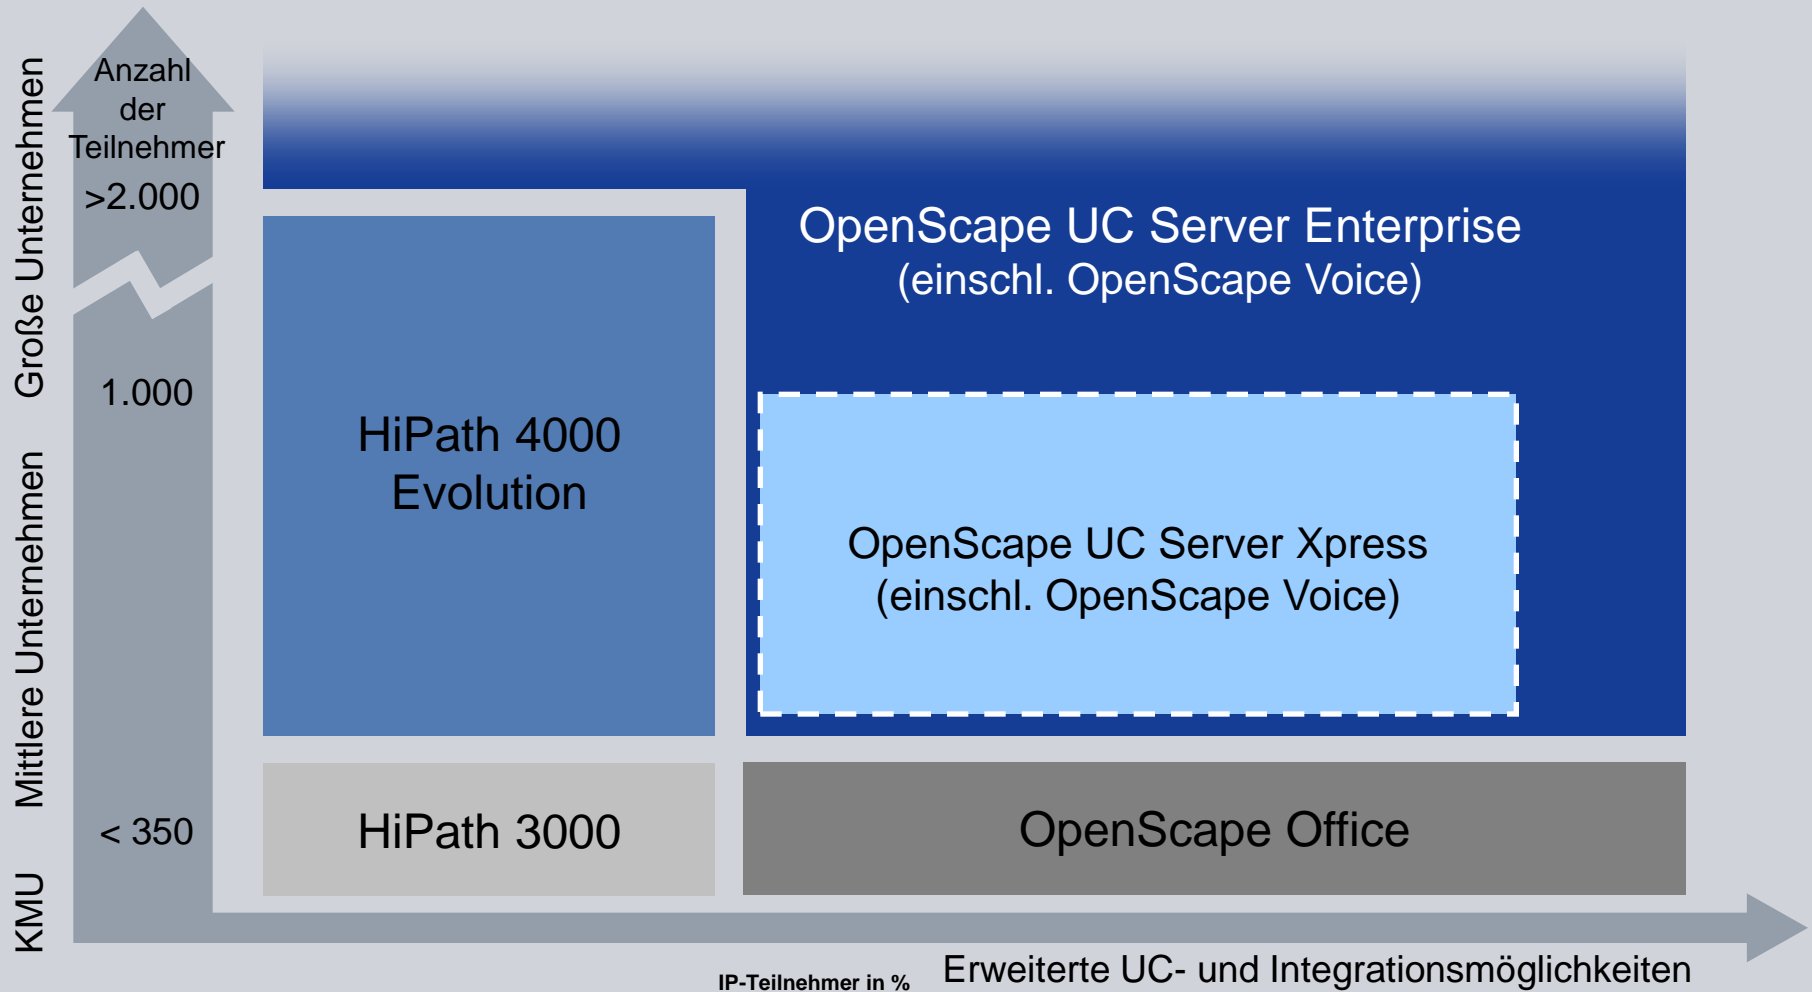 Große Unternehmen
Mittlere Unternehmen
KMU
Anzahl
der
Teilnehmer
>2.000
1.000
< 350
OpenScape UC Server Enterprise
(einschl. OpenScape Voice)
HiPath 4000
Evolution
OpenScape UC Server Xpress
(einschl. OpenScape Voice)
HiPath 3000
OpenScape Office
IP-Teilnehmer in %
Erweiterte UC- und Integrationsmöglichkeiten